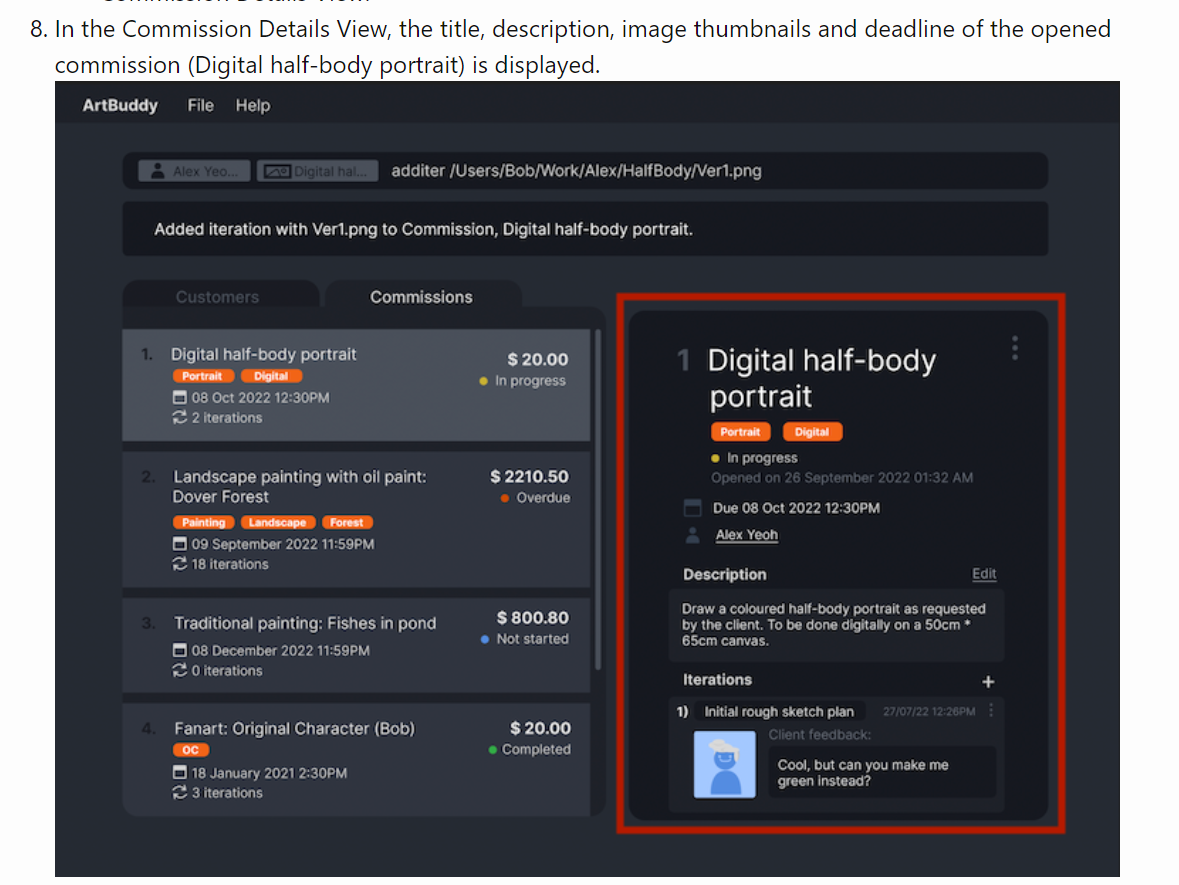 8. In the Commission Details View, the title, description, image thumbnails and deadline of the opened
commission (Digital half-body portrait) is displayed.
ArtBuddy File Help
Alex Yeo... Digital hal... additer /Users/Bob/Work/Alex/HalfBody/Ver1.png
Added iteration with Ver1.png to Commission, Digital half-body portrait.
Customers Commissions
1. Digital half-body portrait
$ 20.00
Portrait Digital
In progress
08 Oct 2022 12:30PM
2 iterations
2. Landscape painting with oil paint:
Dover Forest
$ 2210.50
Overdue
Painting Landscape Forest
09 September 2022 11:59PM
18 iterations
3. Traditional painting: Fishes in pond
$ 800.80
Not started
08 December 2022 11:59PM
0 iterations
4. Fanart: Original Character (Bob)
$ 20.00
OC
Completed
18 January 2021 2:30PM
3 iterations
1 Digital half-body
portrait
Portrait Digital
In progress
Opened on 26 September 2022 01:32 AM
Due 08 Oct 2022 12:30PM
Alex Yeoh
Description Edit
Draw a coloured half-body portrait as requested
by the client. To be done digitally on a 50cm *
65cm canvas.
Iterations +
1) Initial rough sketch plan 27/07/22 12:26PM
Client feedback:
Cool, but can you make me
green instead?